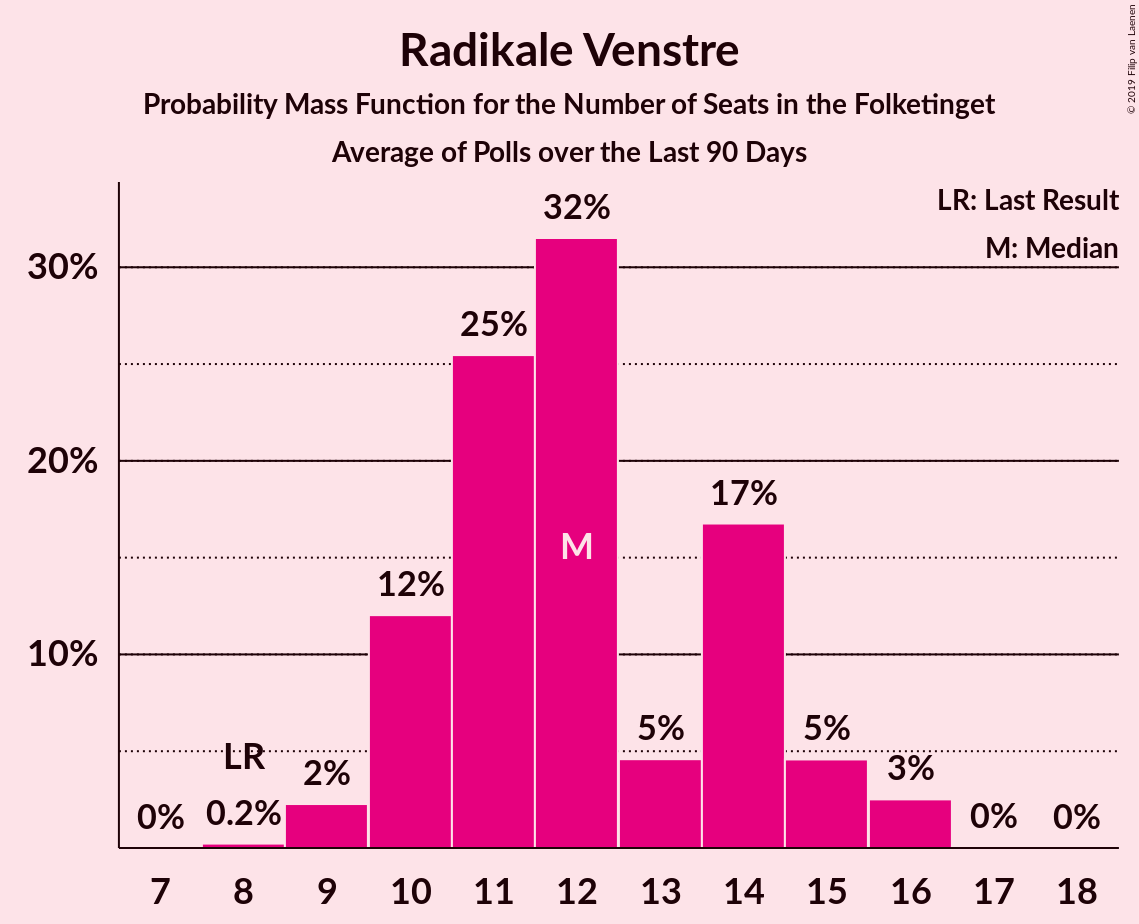 Radikale Venstre
Probability Mass Function for the Number of Seats in the Folketinget
Average of Polls over the Last 90 Days
© 2019 Filip van Laenen
LR: Last Result
M: Median
30%
20%
10%
0%
LR
0.2%
2%
12%
25%
32%
M
5%
17%
5%
3%
0%
0%
7 8 9 10 11 12 13 14 15 16 17 18